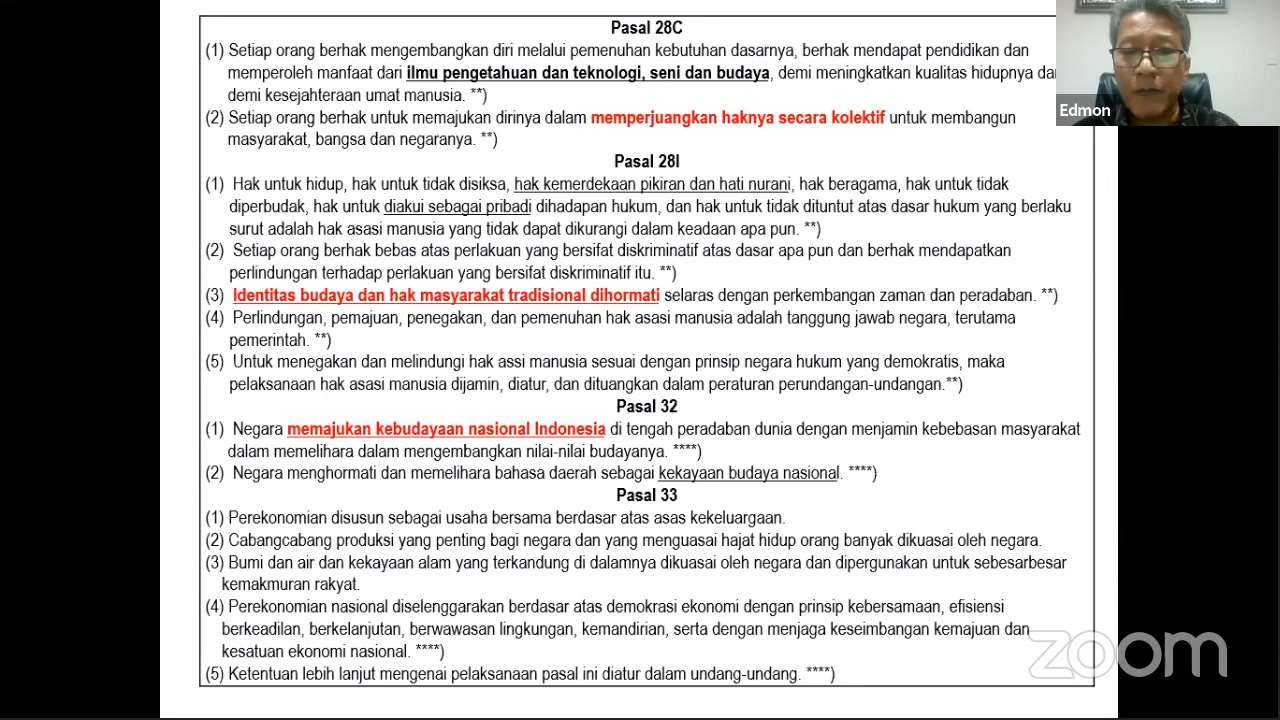 Pasal 28C
(1) Setiap orang berhak mengembangkan diri melalui pemenuhan kebutuhan dasarnya, berhak mendapat pendidikan dan
memperoleh manfaat dari ilmu pengetahuan dan teknologi, seni dan budaya, demi meningkatkan kualitas hidupnya dan
demi kesejahteraan umat manusia. **)
(2) Setiap orang berhak untuk memajukan dirinya dalam memperjuangkan haknya secara kolektif untuk membangun
masyarakat, bangsa dan negaranya. **)
Pasal 28I
(1) Hak untuk hidup, hak untuk tidak disiksa, hak kemerdekaan pikiran dan hati nurani, hak beragama, hak untuk tidak
diperbudak, hak untuk diakui sebagai pribadi dihadapan hukum, dan hak untuk tidak dituntut atas dasar hukum yang berlaku
surut adalah hak asasi manusia yang tidak dapat dikurangi dalam keadaan apa pun. **)
(2) Setiap orang berhak bebas atas perlakuan yang bersifat diskriminatif atas dasar apa pun dan berhak mendapatkan
perlindungan terhadap perlakuan yang bersifat diskriminatif itu. **)
(3) Identitas budaya dan hak masyarakat tradisional dihormati selaras dengan perkembangan zaman dan peradaban. **)
(4) Perlindungan, pemajuan, penegakan, dan pemenuhan hak asasi manusia adalah tanggung jawab negara, terutama
pemerintah. **)
(5) Untuk menegakan dan melindungi hak assi manusia sesuai dengan prinsip negara hukum yang demokratis, maka
pelaksanaan hak asasi manusia dijamin, diatur, dan dituangkan dalam peraturan perundangan-undangan.**)
Pasal 32
(1) Negara memajukan kebudayaan nasional Indonesia di tengah peradaban dunia dengan menjamin kebebasan masyarakat
dalam memelihara dalam mengembangkan nilai-nilai budayanya. ****)
(2) Negara menghormati dan memelihara bahasa daerah sebagai kekayaan budaya nasional. ****)
Pasal 33
(1) Perekonomian disusun sebagai usaha bersama berdasar atas asas kekeluargaan.
(2) Cabangcabang produksi yang penting bagi negara dan yang menguasai hajat hidup orang banyak dikuasai oleh negara.
(3) Bumi dan air dan kekayaan alam yang terkandung di dalamnya dikuasai oleh negara dan dipergunakan untuk sebesarbesar
kemakmuran rakyat.
(4) Perekonomian nasional diselenggarakan berdasar atas demokrasi ekonomi dengan prinsip kebersamaan, efisiensi
berkeadilan, berkelanjutan, berwawasan lingkungan, kemandirian, serta dengan menjaga keseimbangan kemajuan dan
kesatuan ekonomi nasional. ****)
(5) Ketentuan lebih lanjut mengenai pelaksanaan pasal ini diatur dalam undang-undang. ****)
Edmon
zoom